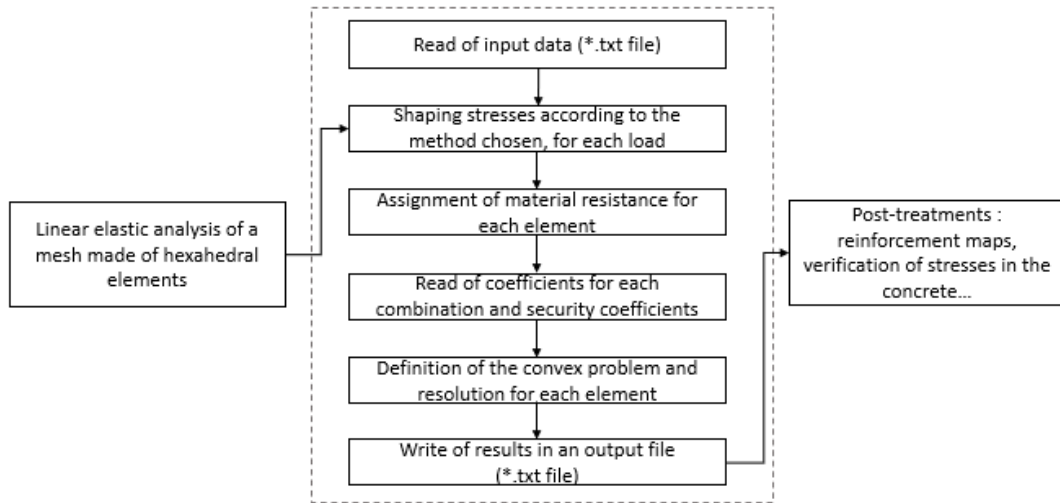 Read of input data (*.txt file)
Shaping stresses according to the
method chosen, for each load
Assignment of material resistance for
each element
Linear elastic analysis of a
mesh made of hexahedral
elements
Post-treatments :
reinforcement maps,
verification of stresses in the
concrete...
Read of coefficients for each
combination and security coefficients
Definition of the convex problem and
resolution for each element
Write of results in an output file
(*.txt file)